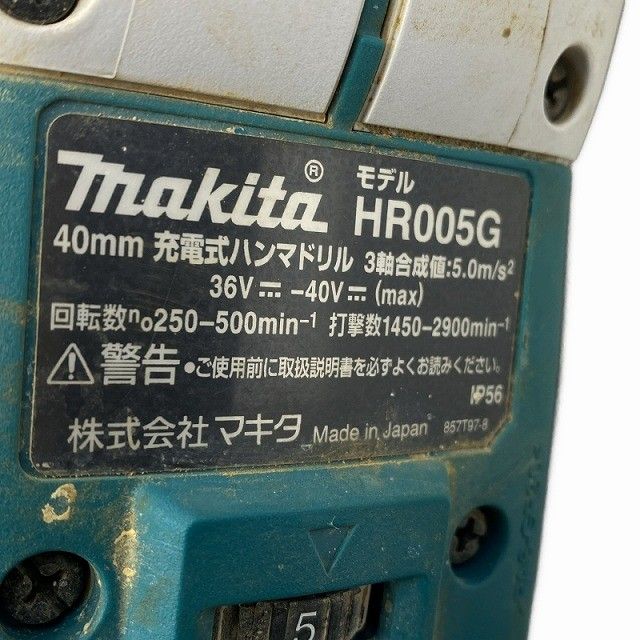 makita® モデル HR005G
40mm 充電式ハンマドリル 3軸合成値:5.0m/s²
36V⎓-40V⎓(max)
回転数n₀250-500min⁻¹ 打撃数1450-2900min⁻¹
⚠警告 •ご使用前に取扱説明書を必ずよくお読みください。
IP56
株式会社マキタ Made in Japan 857T97-8
5